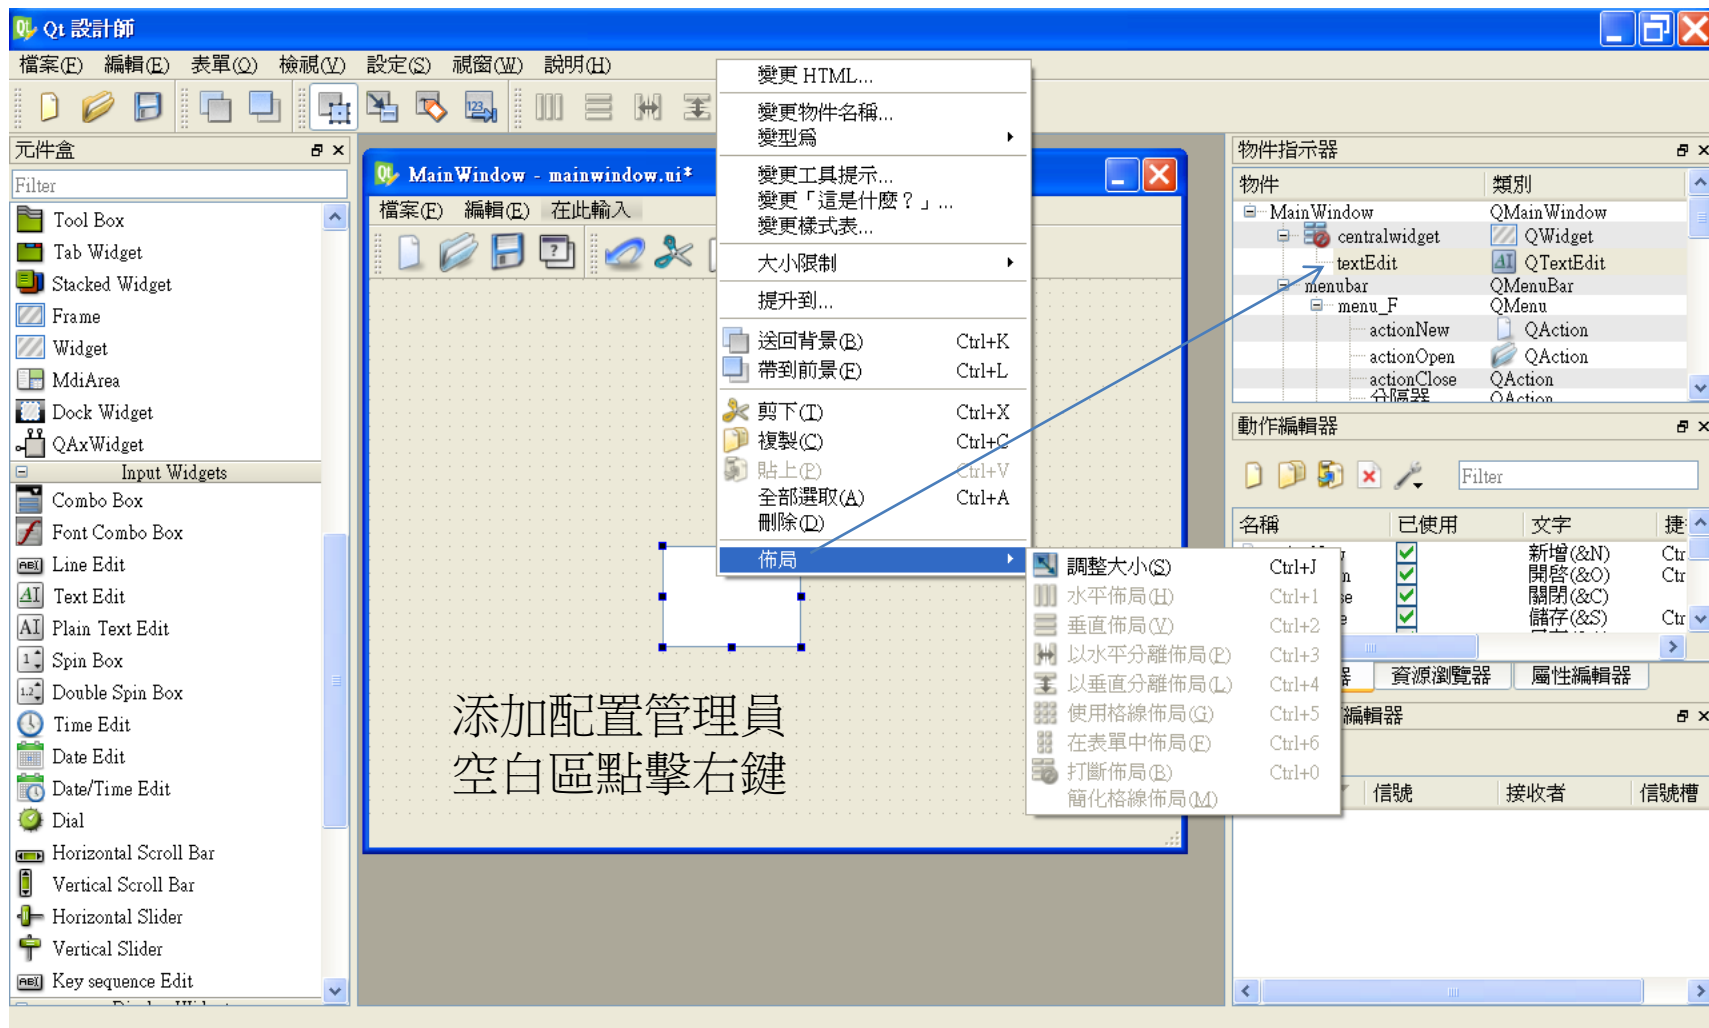 Qt 設計師
檔案(F) 編輯(E) 表單(O) 檢視(V) 設定(S) 視窗(W) 說明(H)
元件盒
Filter
Tool Box
Tab Widget
Stacked Widget
Frame
Widget
MdiArea
Dock Widget
QAxWidget
Input Widgets
Combo Box
Font Combo Box
Line Edit
Text Edit
Plain Text Edit
Spin Box
Double Spin Box
Time Edit
Date Edit
Date/Time Edit
Dial
Horizontal Scroll Bar
Vertical Scroll Bar
Horizontal Slider
Vertical Slider
Key sequence Edit
MainWindow - mainwindow.ui*
檔案(F) 編輯(E) 在此輸入
變更 HTML...
變更物件名稱...
變型爲
變更工具提示...
變更「這是什麼？」...
變更樣式表...
大小限制
提升到...
送回背景(B) Ctrl+K
帶到前景(F) Ctrl+L
剪下(T) Ctrl+X
複製(C) Ctrl+C
貼上(P) Ctrl+V
全部選取(A) Ctrl+A
刪除(D)
佈局
調整大小(S) Ctrl+J
水平佈局(H) Ctrl+1
垂直佈局(V) Ctrl+2
以水平分離佈局(P) Ctrl+3
以垂直分離佈局(L) Ctrl+4
使用格線佈局(G) Ctrl+5
在表單中佈局(F) Ctrl+6
打斷佈局(B) Ctrl+0
簡化格線佈局(M)
添加配置管理員
空白區點擊右鍵
物件指示器
物件 類別
MainWindow QMainWindow
centralwidget QWidget
textEdit QTextEdit
menubar QMenuBar
menu_F QMenu
actionNew QAction
actionOpen QAction
actionClose QAction
分隔器 QAction
動作編輯器
Filter
名稱 已使用 文字 捷
新增(&N) Ctr
開啓(&O) Ctr
關閉(&C)
儲存(&S) Ctr
器 資源瀏覽器 屬性編輯器
編輯器
信號 接收者 信號槽